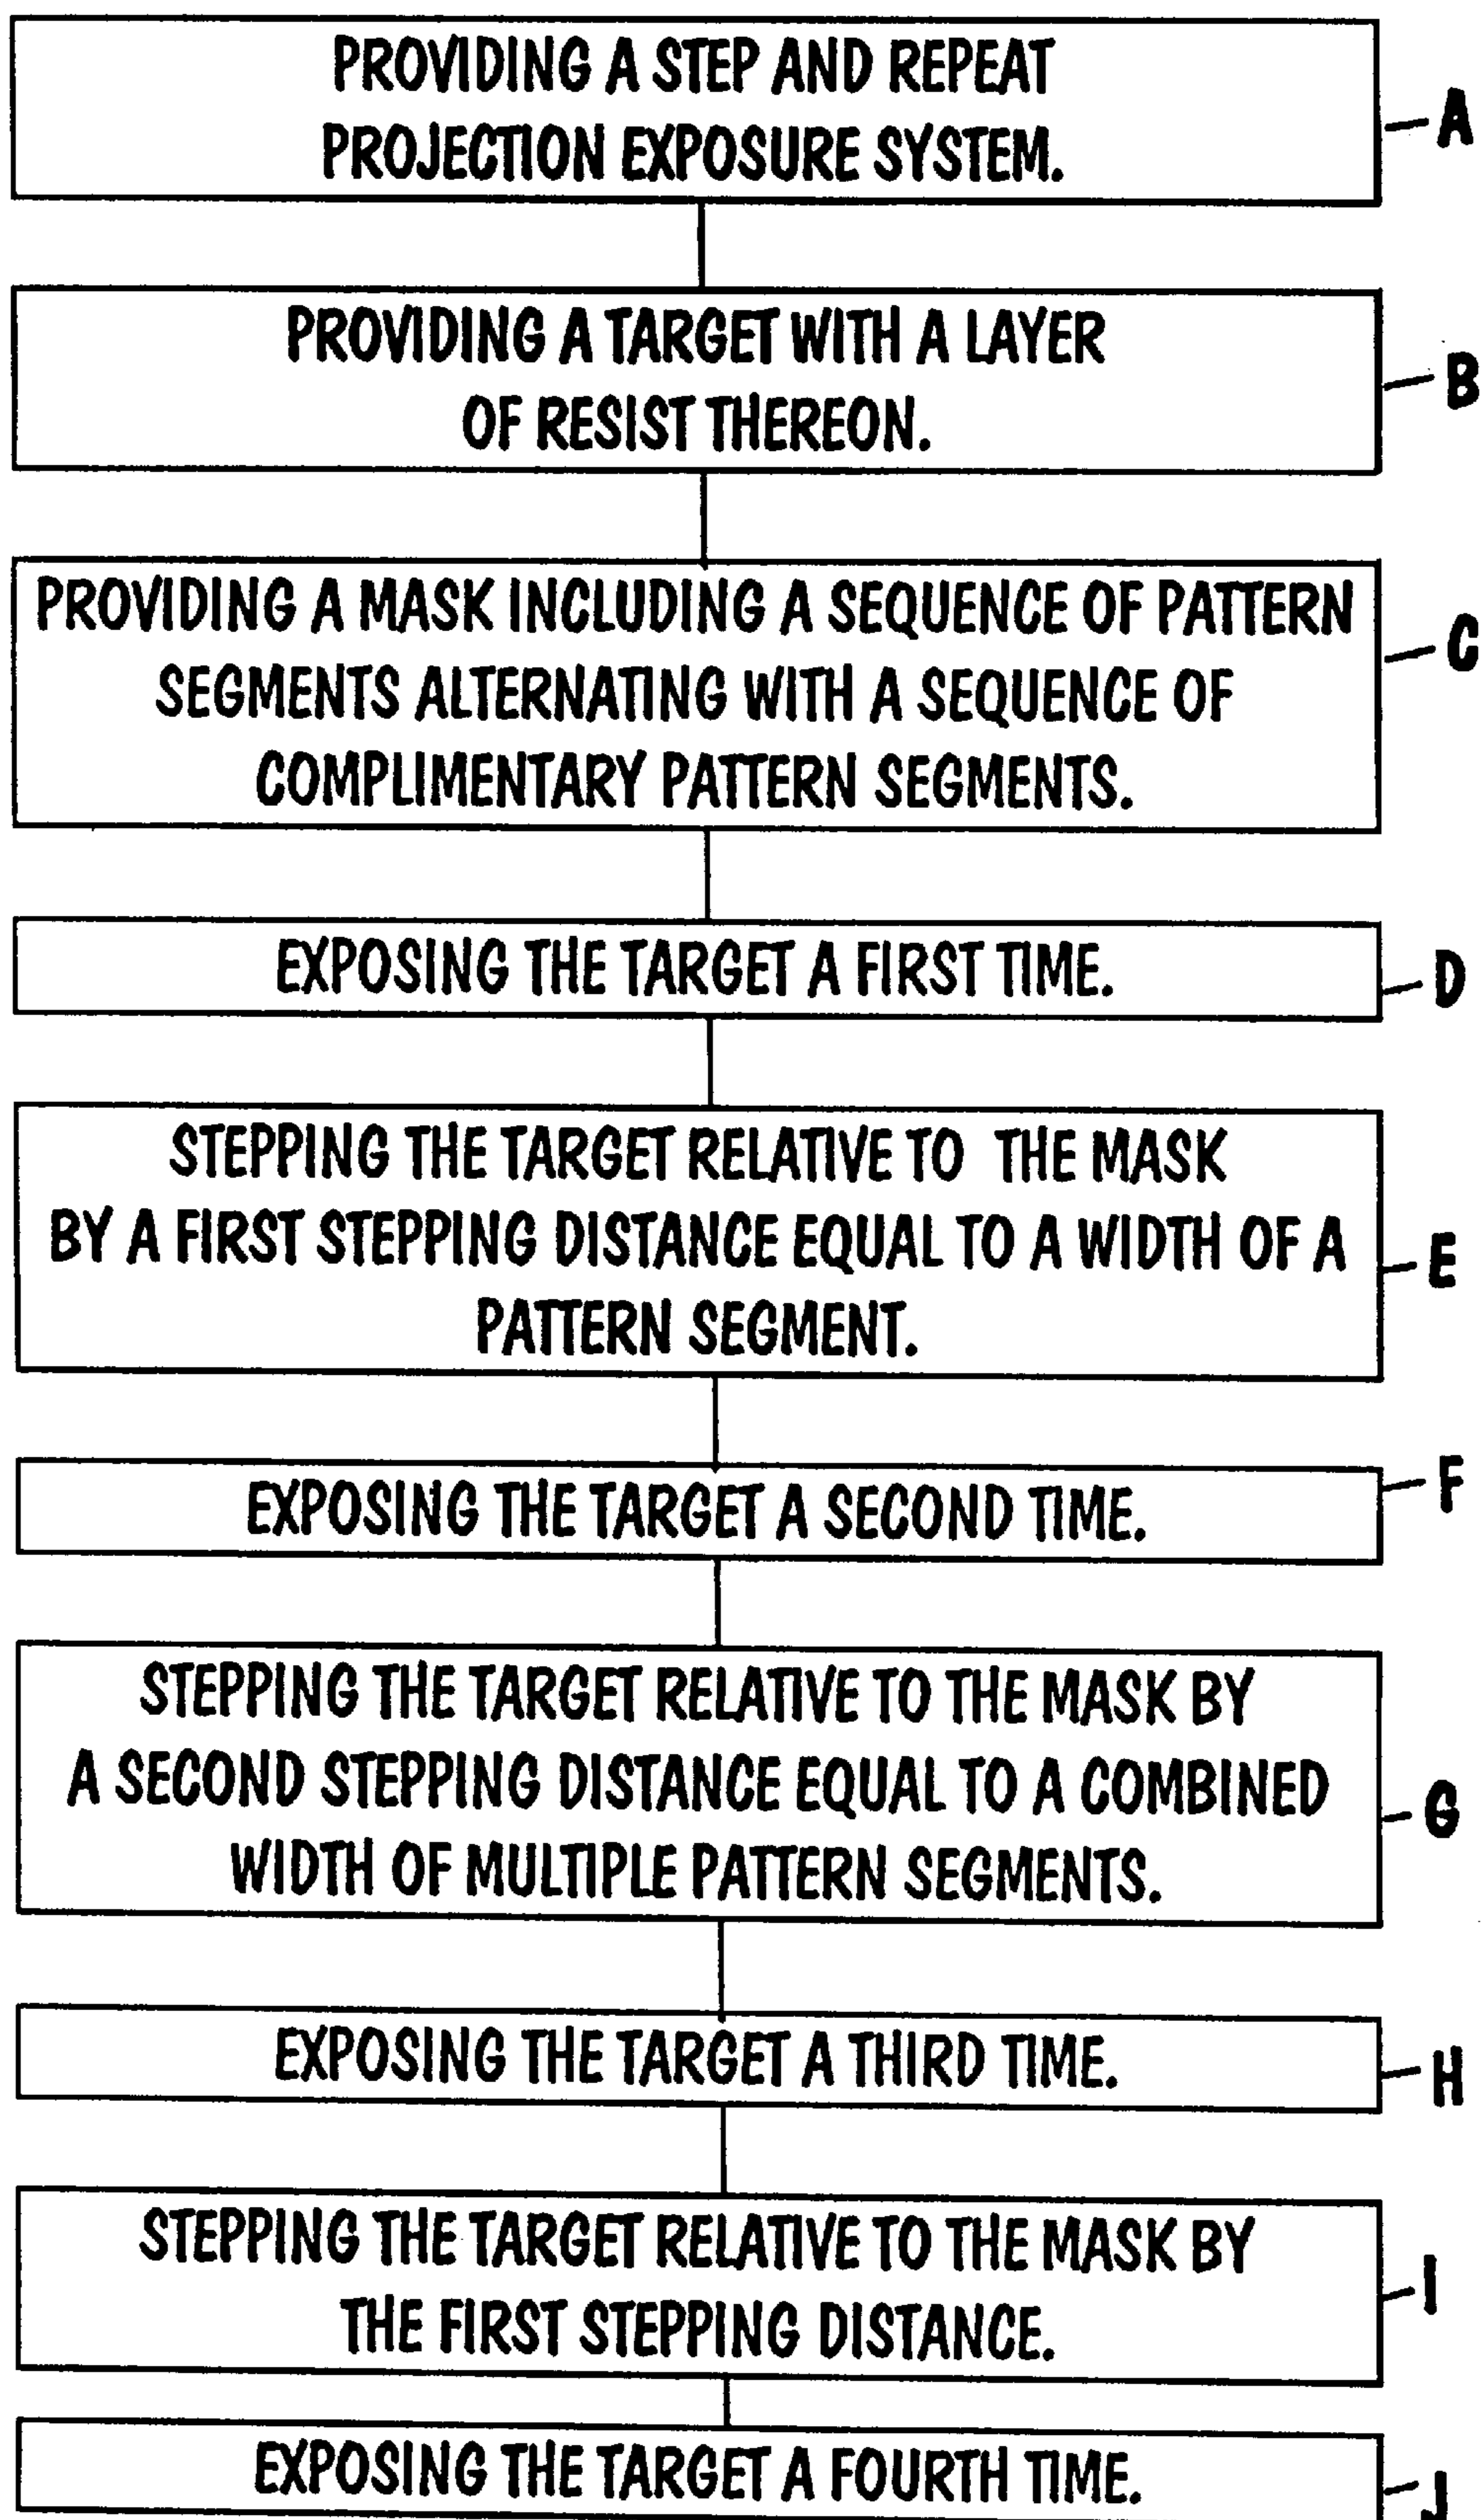 PROVIDING A STEP AND REPEAT
PROJECTION EXPOSURE SYSTEM.
A
PROVIDING A TARGET WITH A LAYER
OF RESIST THEREON.
B
PROVIDING A MASK INCLUDING A SEQUENCE OF PATTERN
SEGMENTS ALTERNATING WITH A SEQUENCE OF
COMPLIMENTARY PATTERN SEGMENTS.
C
EXPOSING THE TARGET A FIRST TIME.
D
STEPPING THE TARGET RELATIVE TO THE MASK
BY A FIRST STEPPING DISTANCE EQUAL TO A WIDTH OF A
PATTERN SEGMENT.
E
EXPOSING THE TARGET A SECOND TIME.
F
STEPPING THE TARGET RELATIVE TO THE MASK BY
A SECOND STEPPING DISTANCE EQUAL TO A COMBINED
WIDTH OF MULTIPLE PATTERN SEGMENTS.
G
EXPOSING THE TARGET A THIRD TIME.
H
STEPPING THE TARGET RELATIVE TO THE MASK BY
THE FIRST STEPPING DISTANCE.
I
EXPOSING THE TARGET A FOURTH TIME.
J